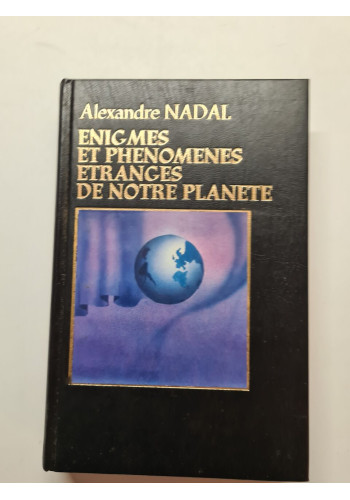 Alexandre NADAL
ENIGMES
ET PHENOMENES
ETRANGES
DE NOTRE PLANETE